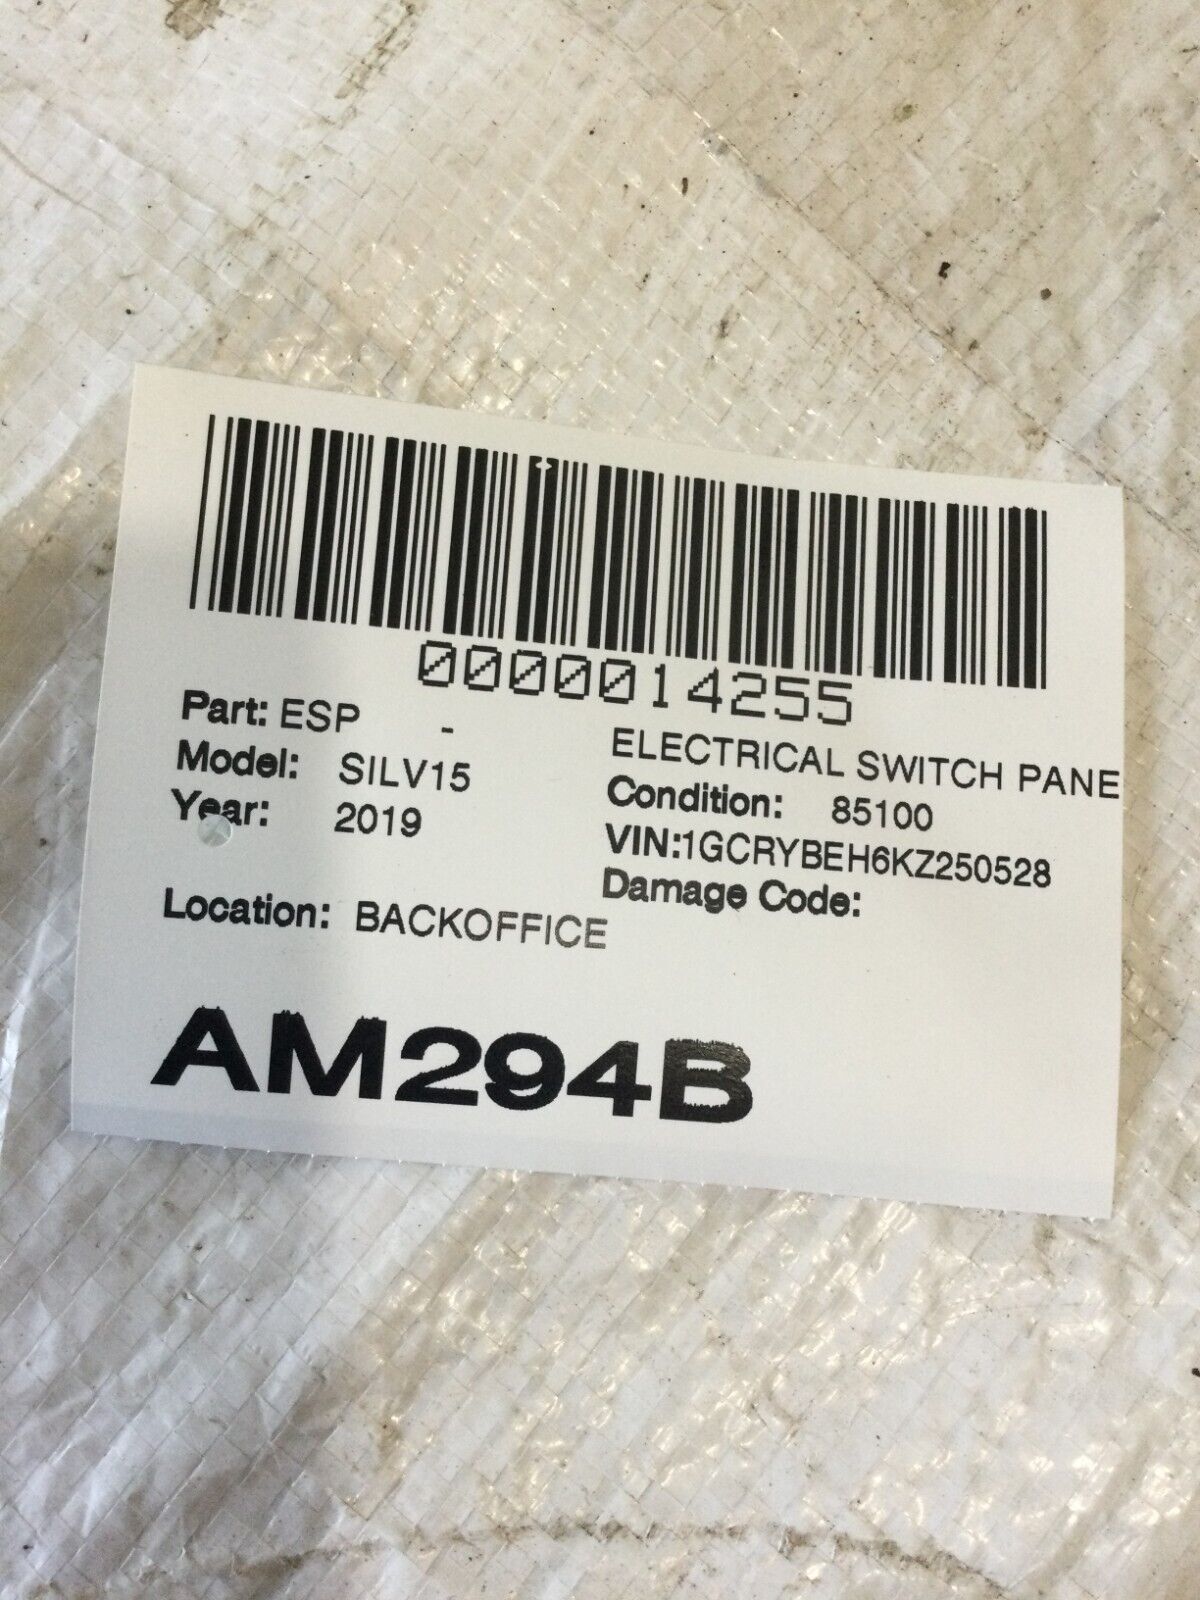 0000014255
Part: ESP - ELECTRICAL SWITCH PANE
Model: SILV15 Condition: 85100
Year: 2019 VIN:1GCRYBEH6KZ250528
Damage Code:
Location: BACKOFFICE
AM294B